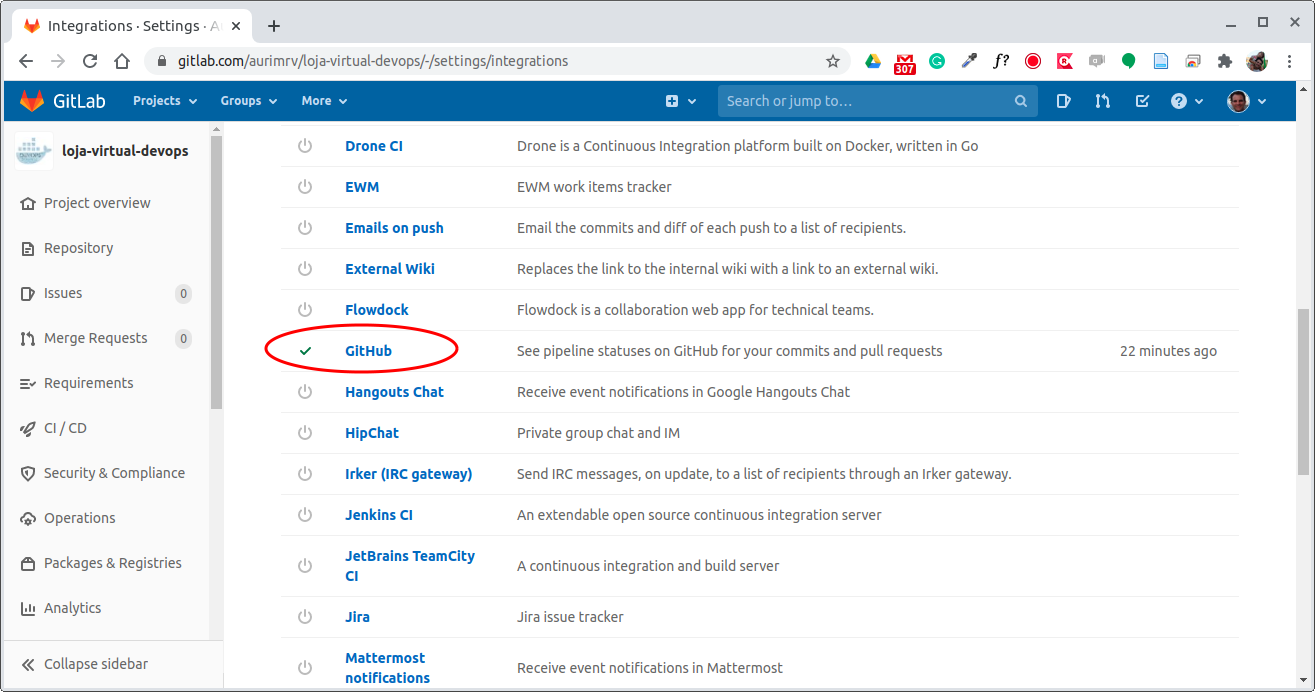 Integrations · Settings · A
gitlab.com/aurimrv/loja-virtual-devops/-/settings/integrations
f?
307
GitLab
Projects
Groups
More
Search or jump to…
loja-virtual-devops
Project overview
Repository
Issues 0
Merge Requests 0
Requirements
CI / CD
Security & Compliance
Operations
Packages & Registries
Analytics
Collapse sidebar
Drone CI Drone is a Continuous Integration platform built on Docker, written in Go
EWM EWM work items tracker
Emails on push Email the commits and diff of each push to a list of recipients.
External Wiki Replaces the link to the internal wiki with a link to an external wiki.
Flowdock Flowdock is a collaboration web app for technical teams.
GitHub See pipeline statuses on GitHub for your commits and pull requests 22 minutes ago
Hangouts Chat Receive event notifications in Google Hangouts Chat
HipChat Private group chat and IM
Irker (IRC gateway) Send IRC messages, on update, to a list of recipients through an Irker gateway.
Jenkins CI An extendable open source continuous integration server
JetBrains TeamCity
CI
A continuous integration and build server
Jira Jira issue tracker
Mattermost
notifications
Receive event notifications in Mattermost